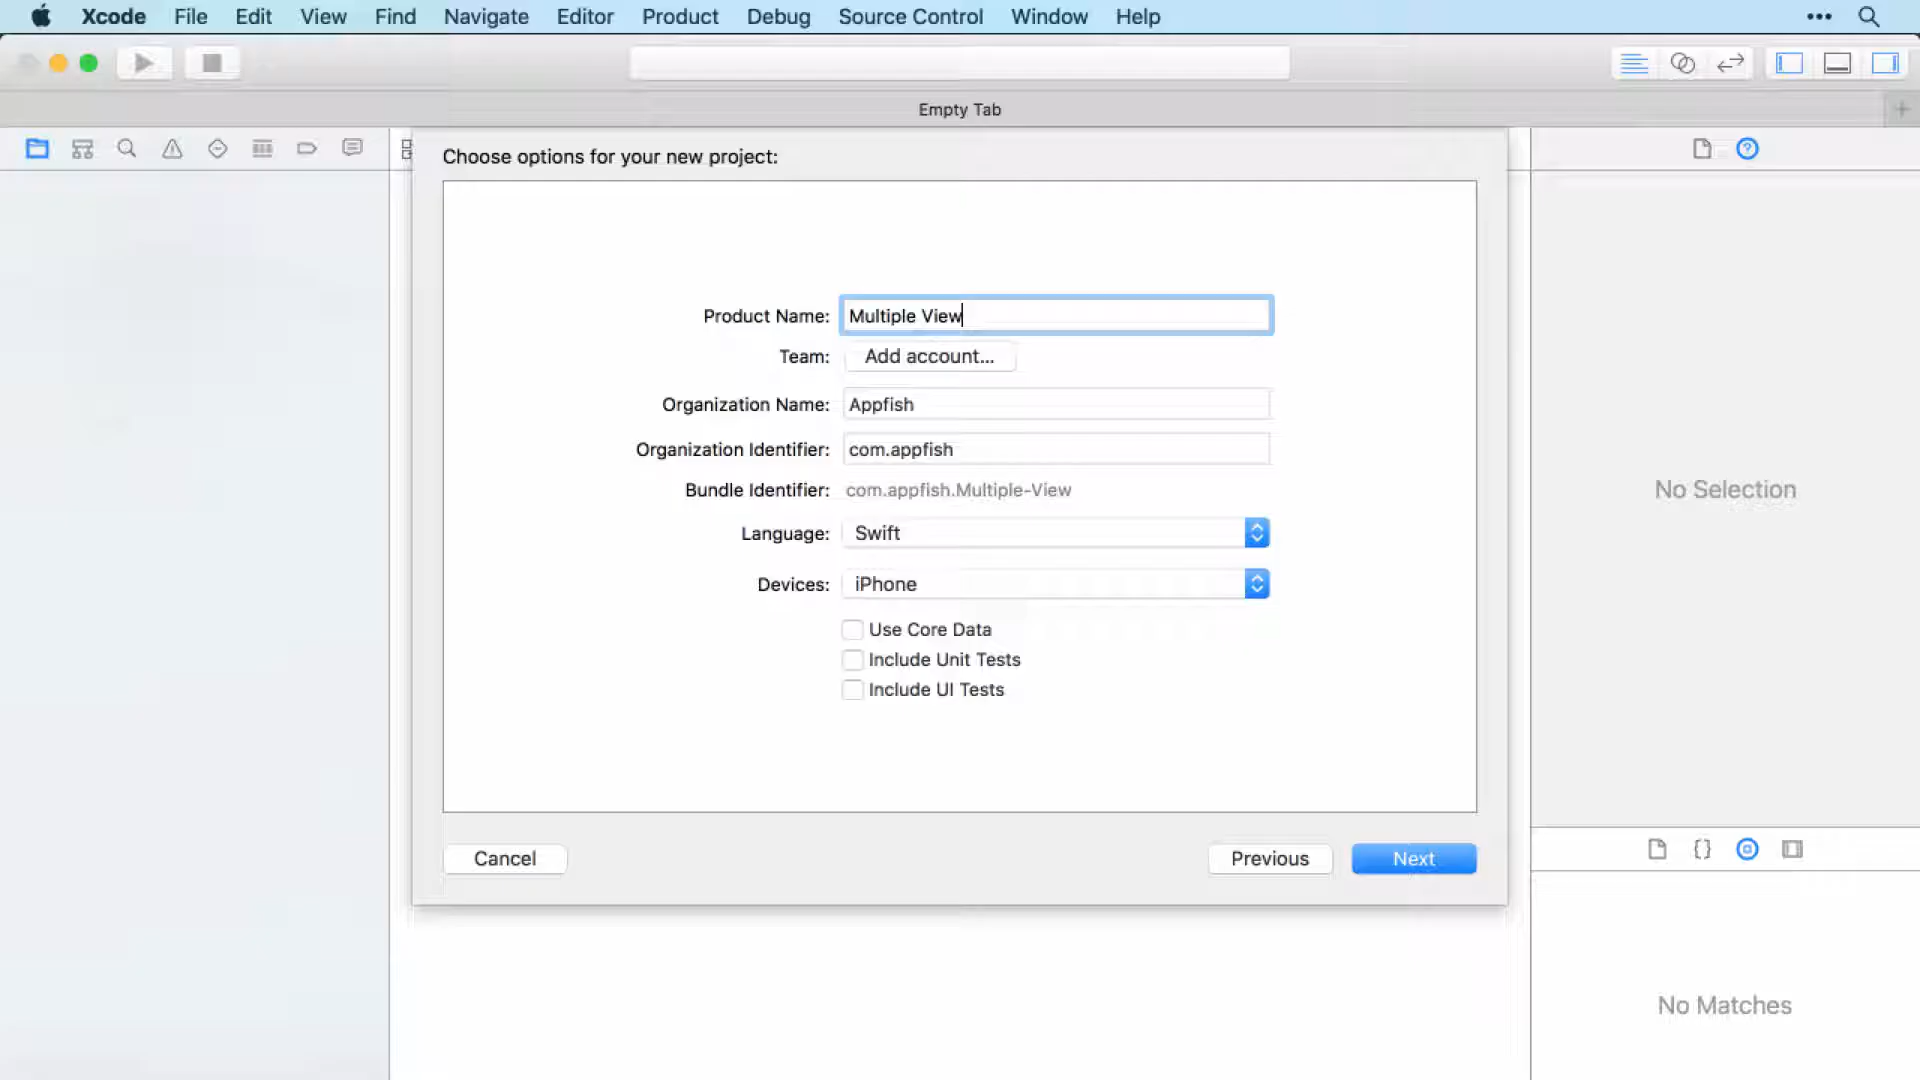 Xcode File Edit View Find Navigate Editor Product Debug Source Control Window Help
Empty Tab
Choose options for your new project:
Product Name: Multiple View
Team: Add account...
Organization Name: Appfish
Organization Identifier: com.appfish
Bundle Identifier: com.appfish.Multiple-View
No Selection
Language: Swift
Devices: iPhone
Use Core Data
Include Unit Tests
Include UI Tests
Cancel Previous Next
No Matches